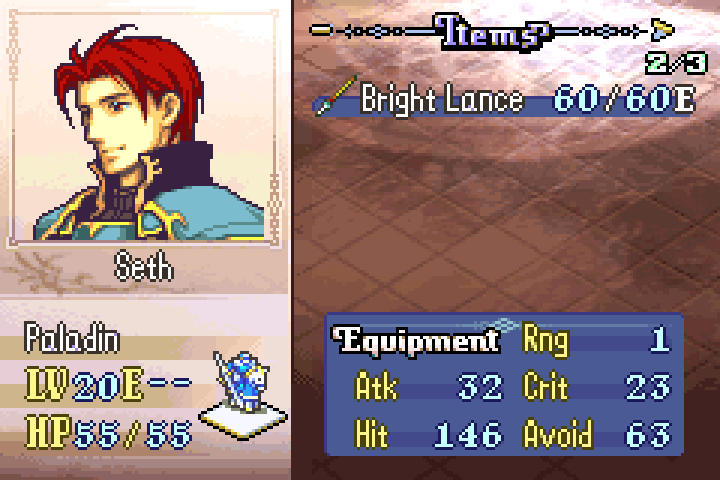 Items
2/3
Bright Lance 60/60E
Seth
Paladin
LV20E--
HP55/55
Equipment Rng 1
Atk 32 Crit 23
Hit 146 Avoid 63